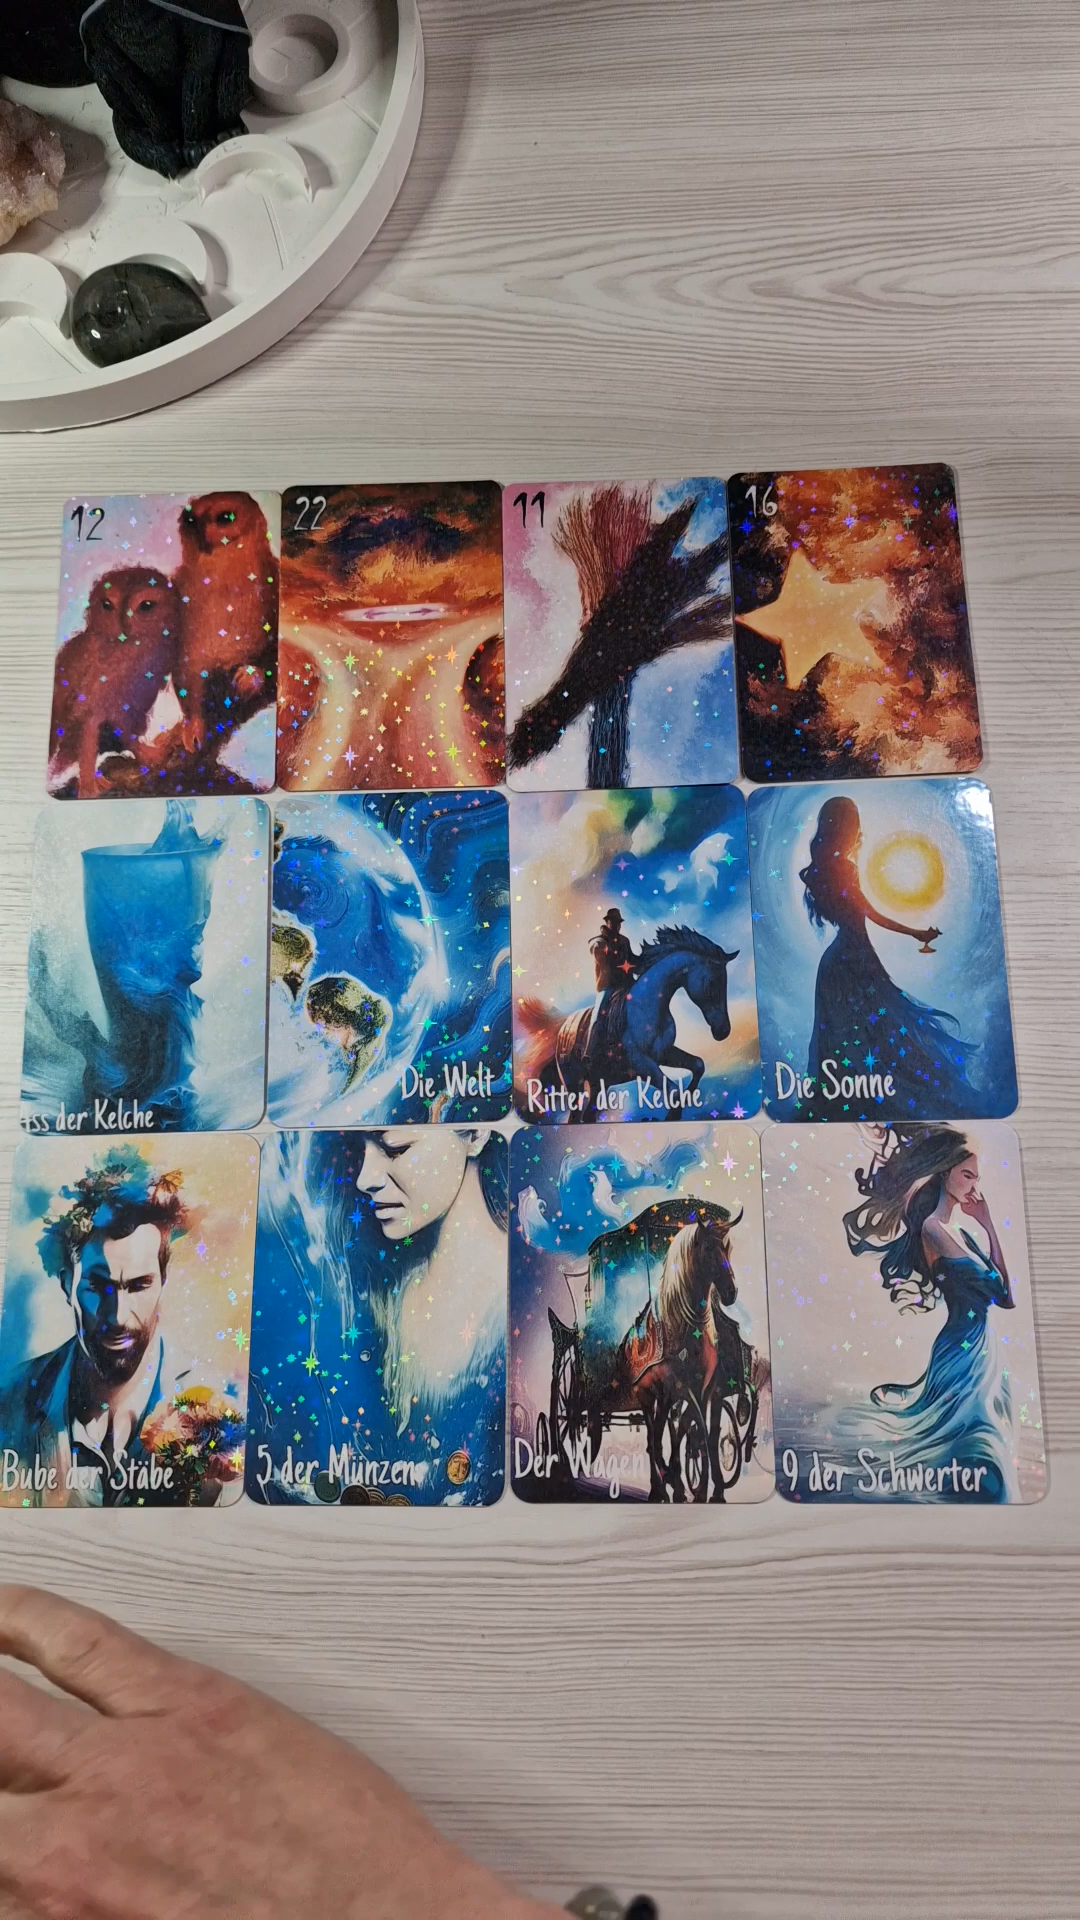 12
22
11
16
Ass der Kelche
Die Welt
Ritter der Kelche
Die Sonne
Bube der Stäbe
5 der Münzen
Der Wagen
9 der Schwerter